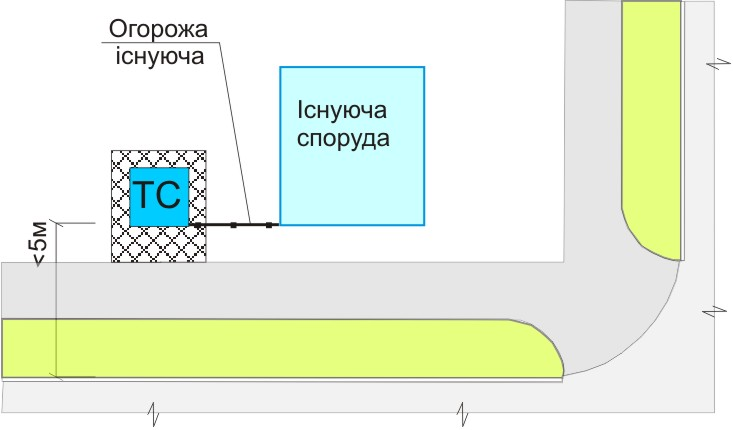 Огорожа
існуюча
Існуюча
споруда
ТС
<5м